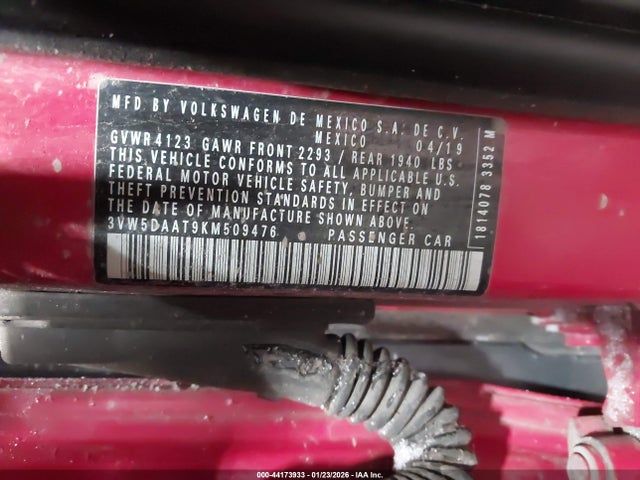 MFD BY VOLKSWAGEN DE MEXICO S.A. DE C.V.
MEXICO 04/19
GVWR 4123 GAWR FRONT 2293 / REAR 1940 LBS
THIS VEHICLE CONFORMS TO ALL APPLICABLE U.S.
FEDERAL MOTOR VEHICLE SAFETY, BUMPER AND
THEFT PREVENTION STANDARDS IN EFFECT ON
THE DATE OF MANUFACTURE SHOWN ABOVE.
3VW5DAAT9KM509476 PASSENGER CAR
1814078 3352 M
000-44173933 - 01/23/2026 - IAA Inc.